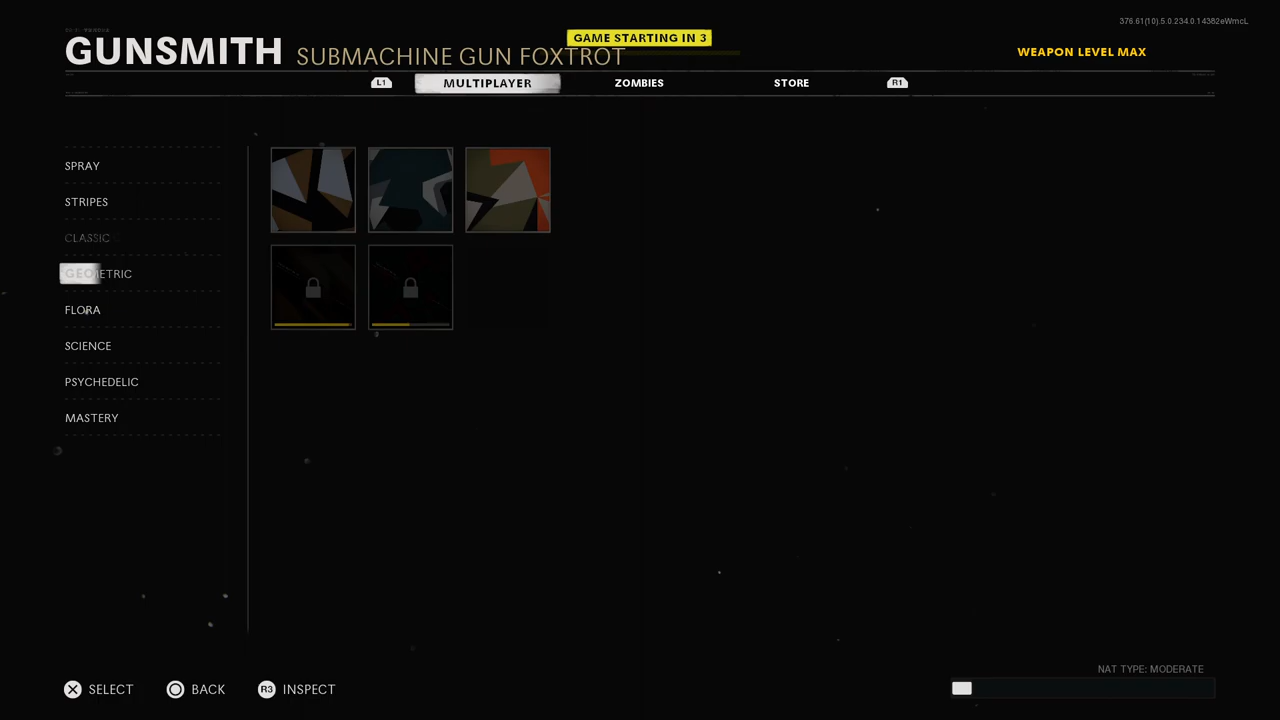 376:61(10).5.0.234.0.14382eWmcL
GAME STARTING IN 3
GUNSMITH SUBMACHINE GUN FOXTROT
WEAPON LEVEL MAX
L1 MULTIPLAYER ZOMBIES STORE R1
SPRAY
STRIPES
CLASSIC
GEOMETRIC
FLORA
SCIENCE
PSYCHEDELIC
MASTERY
NAT TYPE: MODERATE
SELECT BACK R3 INSPECT